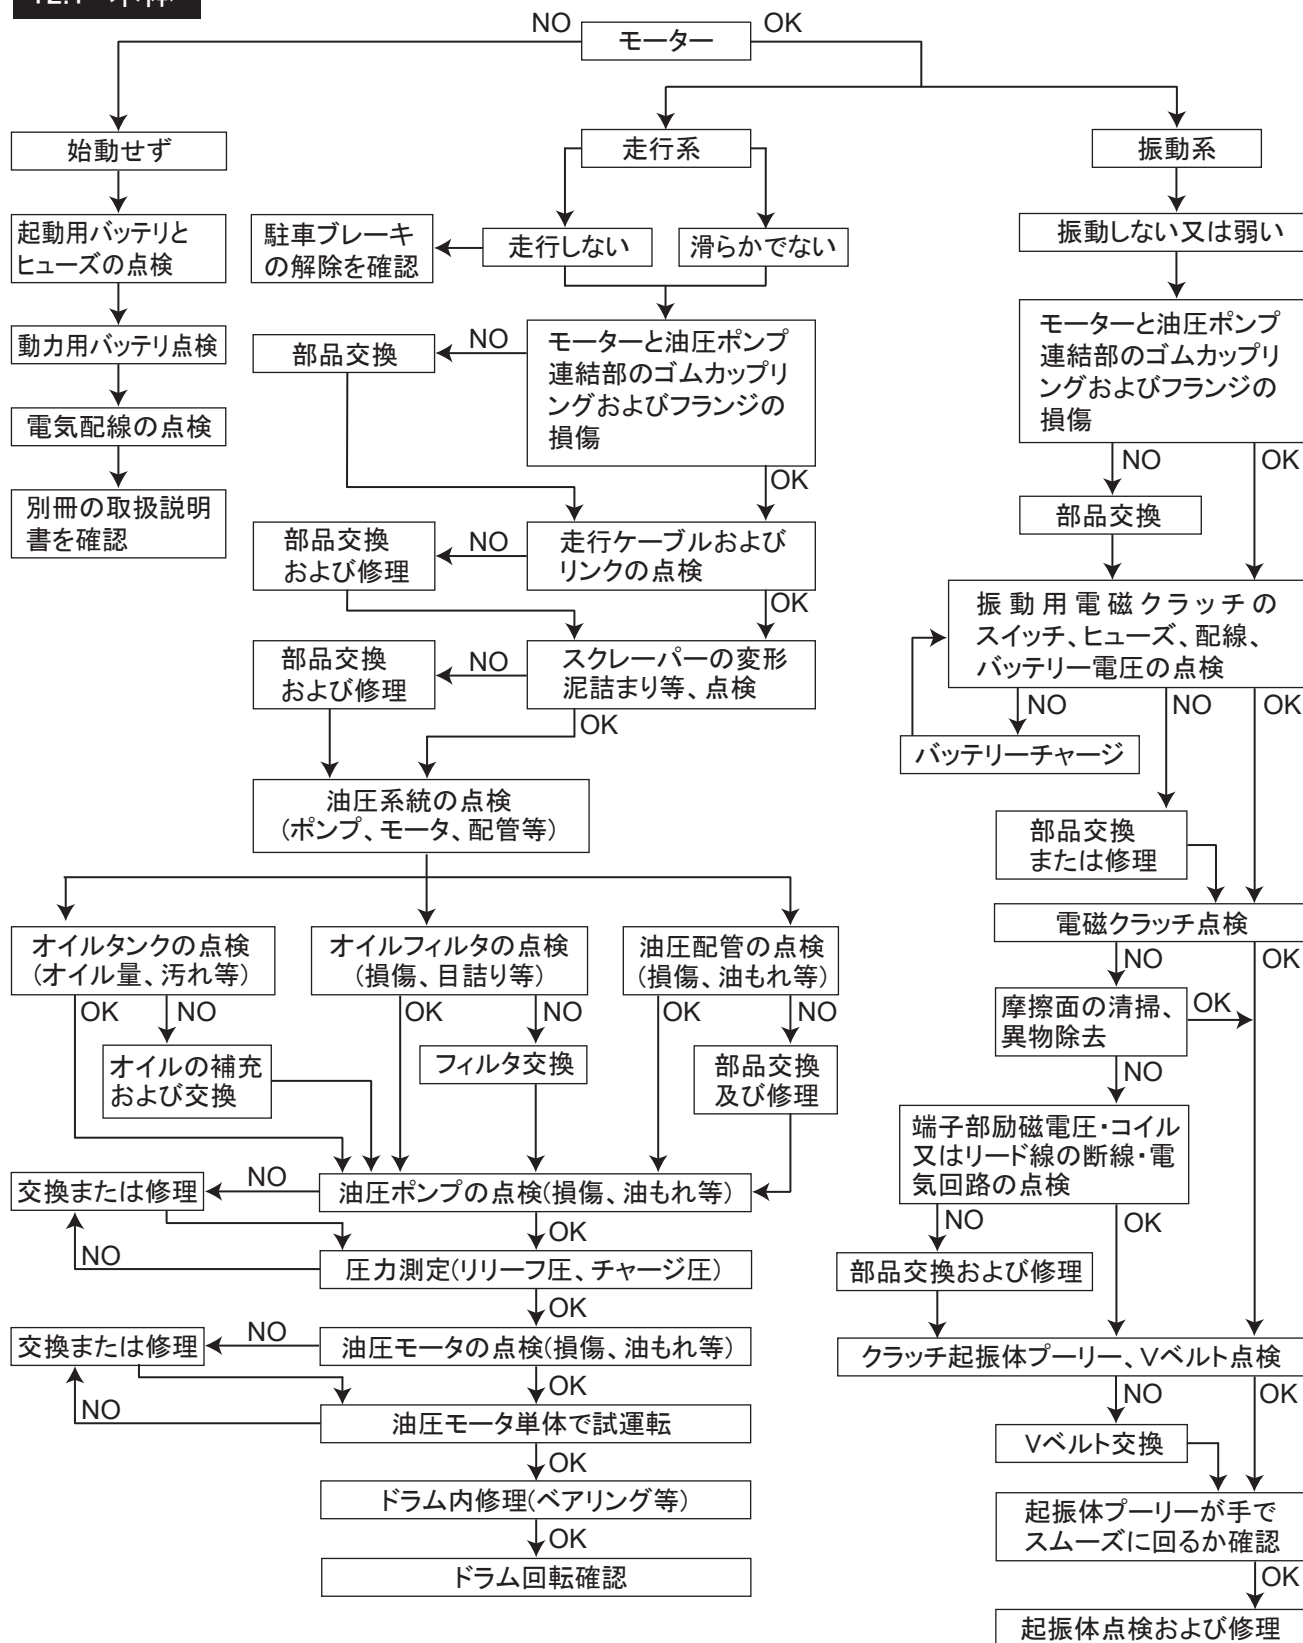 12.1 本体
NO
モーター
OK
始動せず
走行系
振動系
起動用バッテリと
ヒューズの点検
駐車ブレーキ
の解除を確認
走行しない
滑らかでない
振動しない又は弱い
動力用バッテリ点検
部品交換
NO
モーターと油圧ポンプ
連結部のゴムカップリ
ングおよびフランジの
損傷
モーターと油圧ポンプ
連結部のゴムカップリ
ングおよびフランジの
損傷
電気配線の点検
OK
NO
OK
別冊の取扱説明
書を確認
部品交換
部品交換
および修理
NO
走行ケーブルおよび
リンクの点検
OK
振動用電磁クラッチの
スイッチ、ヒューズ、配線、
バッテリー電圧の点検
部品交換
および修理
NO
スクレーパーの変形
泥詰まり等、点検
OK
NO
NO
OK
バッテリーチャージ
油圧系統の点検
(ポンプ、モータ、配管等)
部品交換
または修理
オイルタンクの点検
(オイル量、汚れ等)
オイルフィルタの点検
(損傷、目詰り等)
油圧配管の点検
(損傷、油もれ等)
電磁クラッチ点検
NO
OK
OK
NO
OK
NO
OK
NO
摩擦面の清掃、
異物除去
OK
オイルの補充
および交換
フィルタ交換
部品交換
及び修理
NO
端子部励磁電圧・コイル
又はリード線の断線・電
気回路の点検
交換または修理
NO
油圧ポンプの点検(損傷、油もれ等)
OK
NO
OK
NO
圧力測定(リリーフ圧、チャージ圧)
部品交換および修理
OK
交換または修理
NO
油圧モータの点検(損傷、油もれ等)
クラッチ起振体プーリー、Vベルト点検
OK
NO
OK
NO
油圧モータ単体で試運転
OK
Vベルト交換
ドラム内修理(ベアリング等)
起振体プーリーが手で
スムーズに回るか確認
OK
ドラム回転確認
OK
起振体点検および修理